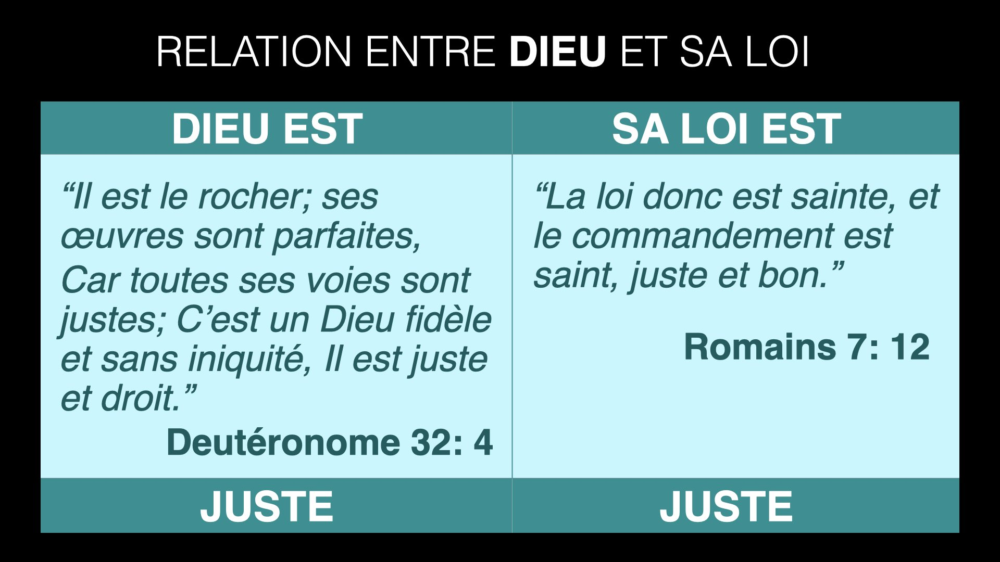 RELATION ENTRE DIEU ET SA LOI
DIEU EST
“Il est le rocher; ses
œuvres sont parfaites,
Car toutes ses voies sont
justes; C’est un Dieu fidèle
et sans iniquité, Il est juste
et droit.”
Deutéronome 32: 4
JUSTE
SA LOI EST
“La loi donc est sainte, et
le commandement est
saint, juste et bon.”
Romains 7: 12
JUSTE